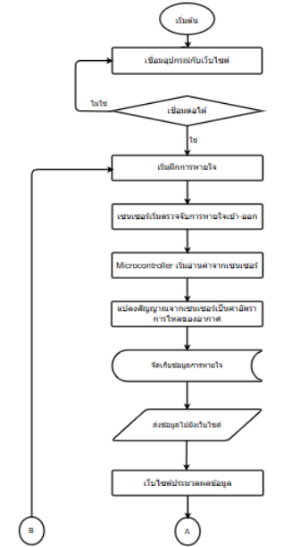 เริ่มต้น
เชื่อมอุปกรณ์กับเว็บไซต์
ไม่ใช่
เชื่อมต่อได้
ใช่
เริ่มฝึกการหายใจ
เซนเซอร์เริ่มตรวจจับการหายใจเข้า-ออก
Microcontroller เริ่มอ่านค่าจากเซนเซอร์
แปลงสัญญาณจากเซนเซอร์เป็นค่าอัตรา
การไหลของอากาศ
จัดเก็บข้อมูลการหายใจ
ส่งข้อมูลไปยังเว็บไซต์
เว็บไซต์ประมวลผลข้อมูล
B
A